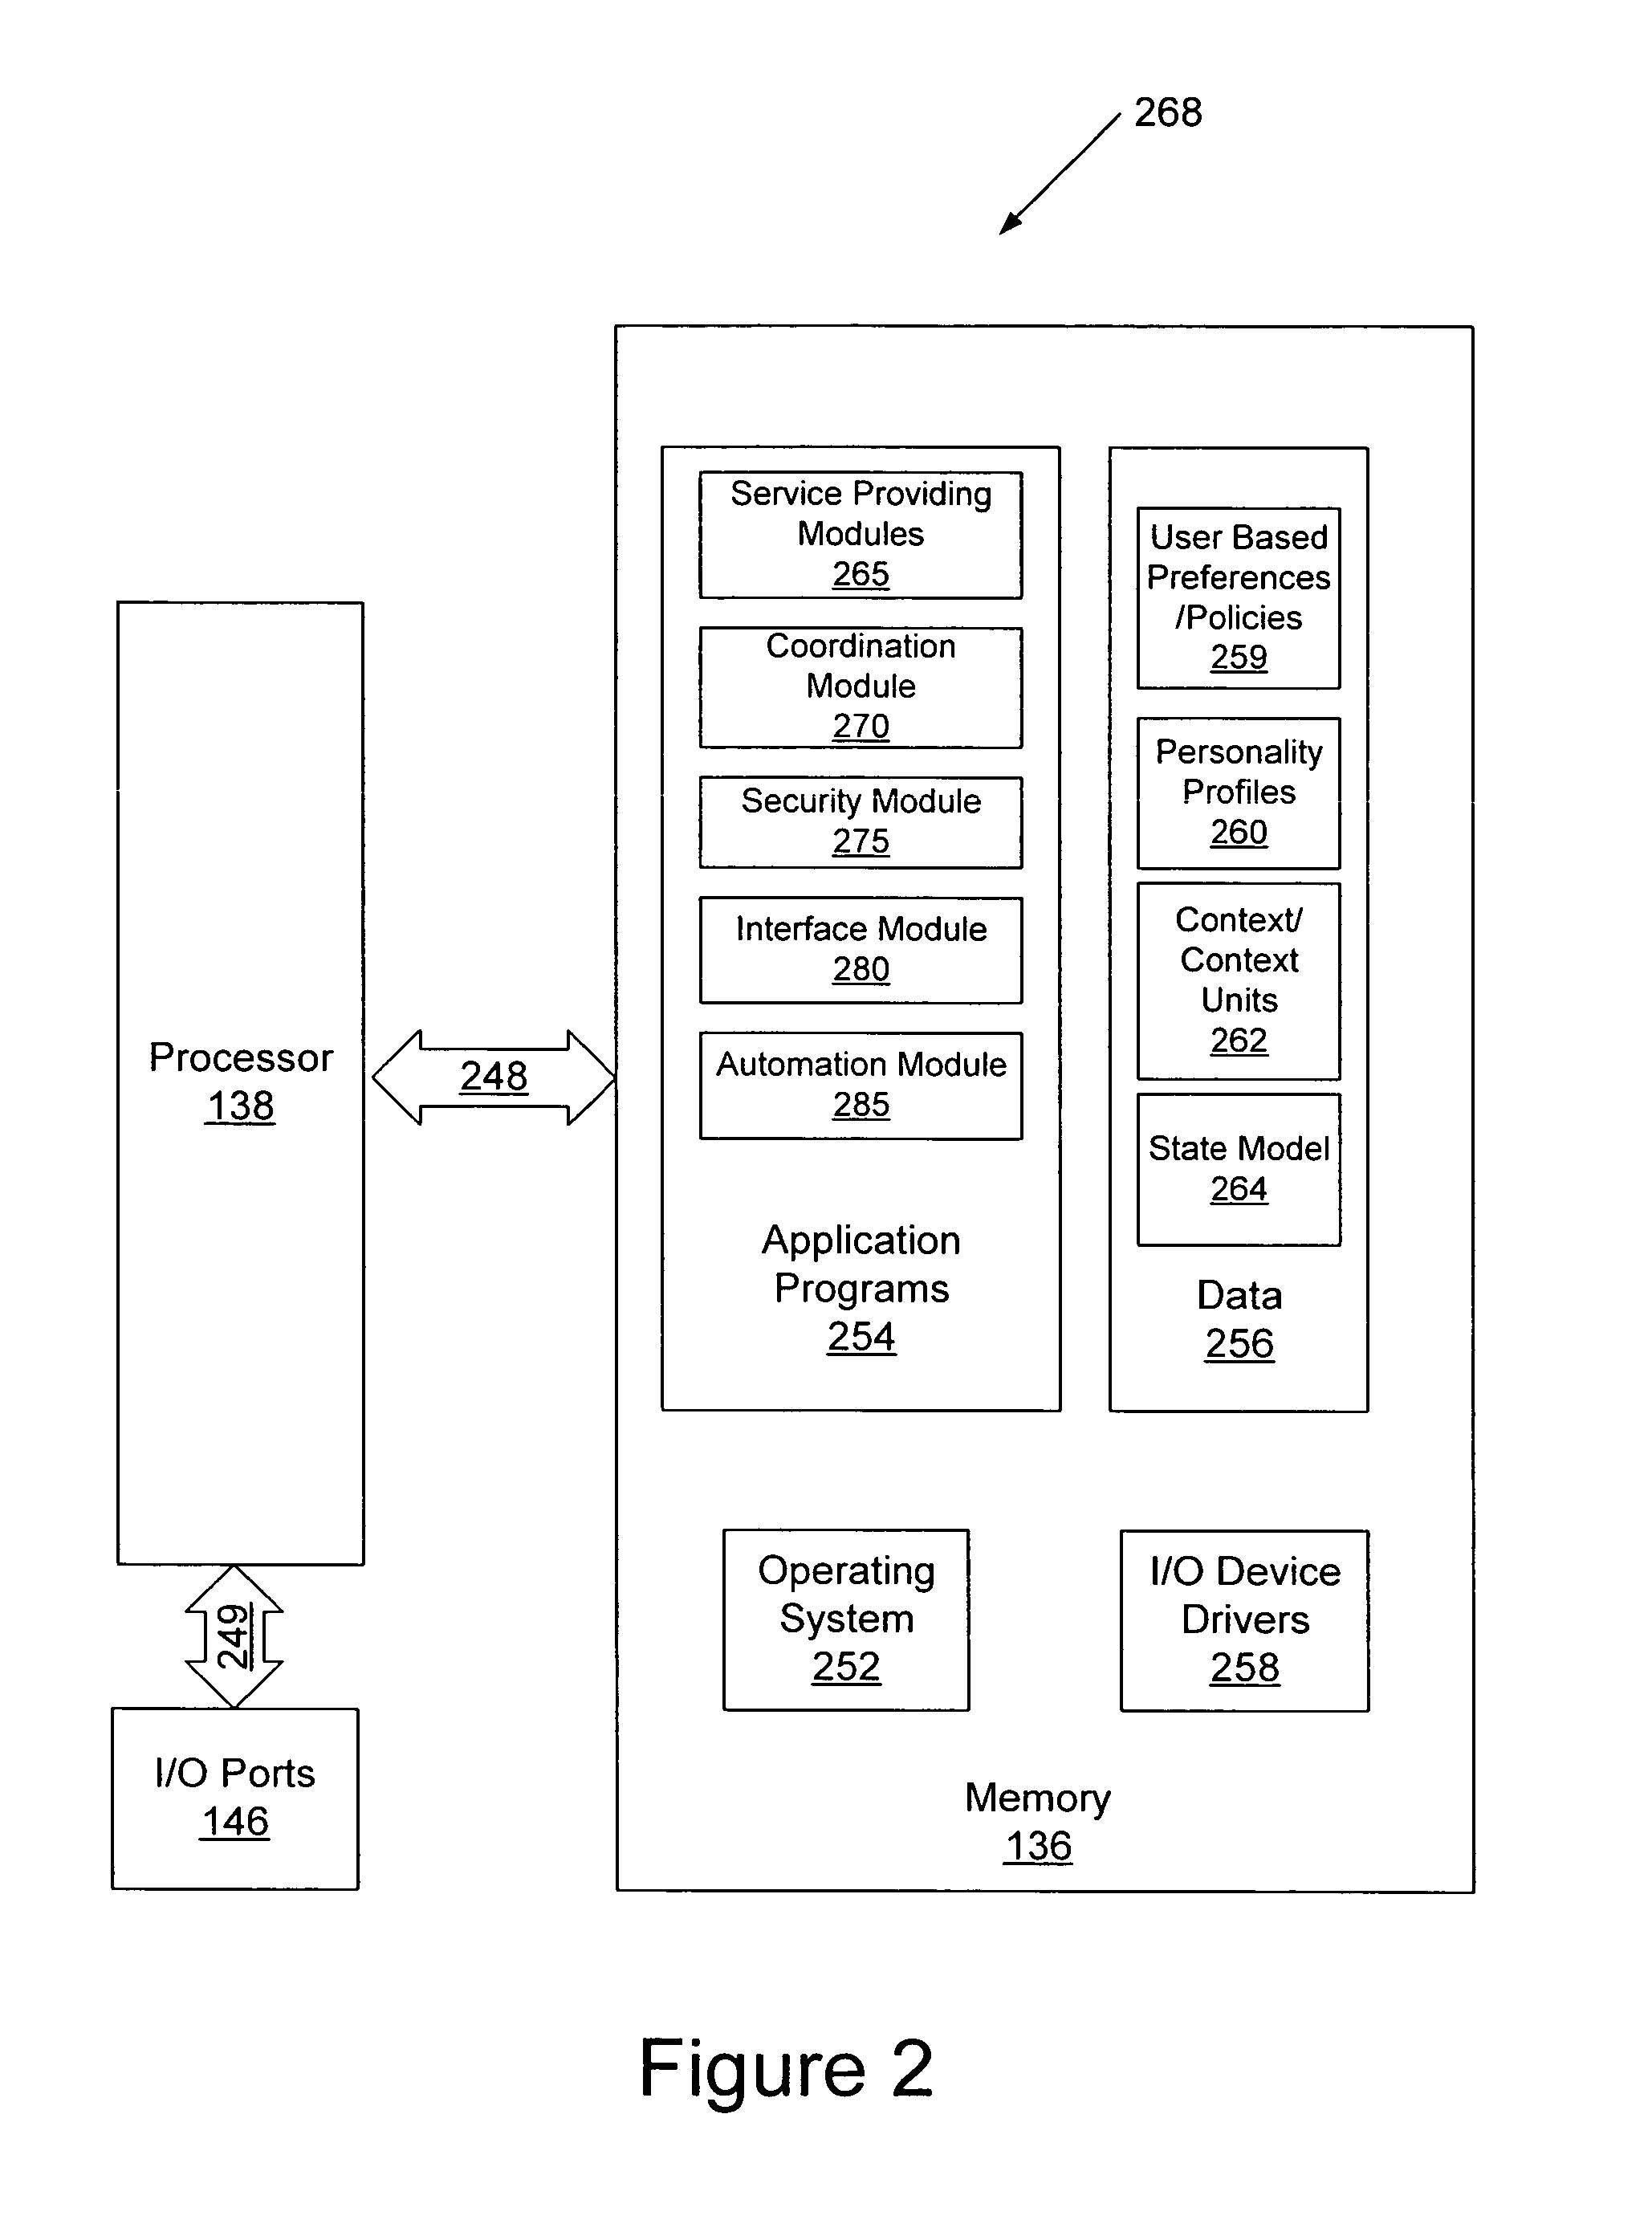 268
Service Providing
Modules
265
Coordination
Module
270
Security Module
275
Interface Module
280
Automation Module
285
Application
Programs
254
User Based
Preferences
/Policies
259
Personality
Profiles
260
Context/
Context
Units
262
State Model
264
Data
256
Processor
138
248
249
I/O Ports
146
Operating
System
252
I/O Device
Drivers
258
Memory
136
Figure 2